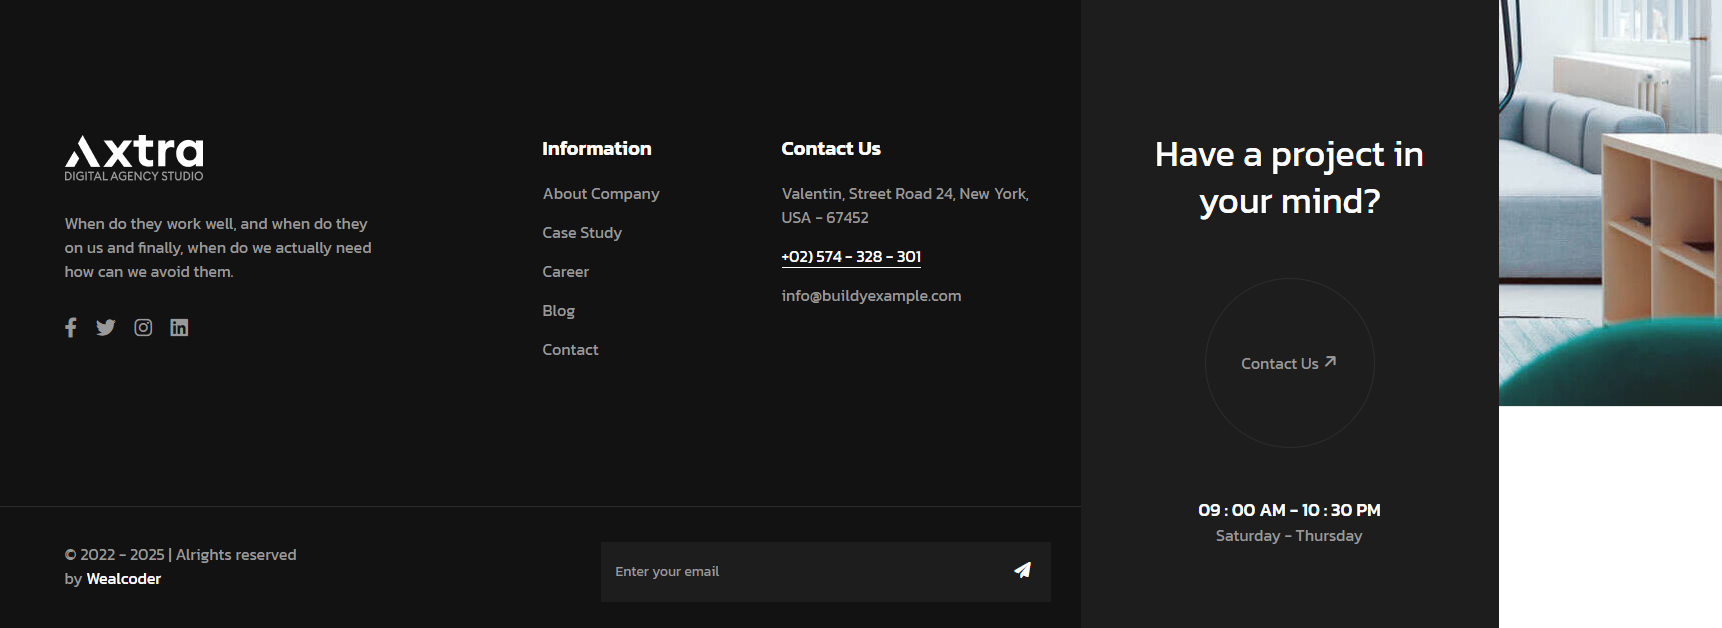 Axtra
DIGITAL AGENCY STUDIO
When do they work well, and when do they
on us and finally, when do we actually need
how can we avoid them.
Information
About Company
Case Study
Career
Blog
Contact
Contact Us
Valentin, Street Road 24, New York,
USA - 67452
+02) 574 - 328 - 301
info@buildyexample.com
Have a project in
your mind?
Contact Us
09 : 00 AM - 10 : 30 PM
Saturday - Thursday
© 2022 - 2025 | Alrights reserved
by Wealcoder
Enter your email